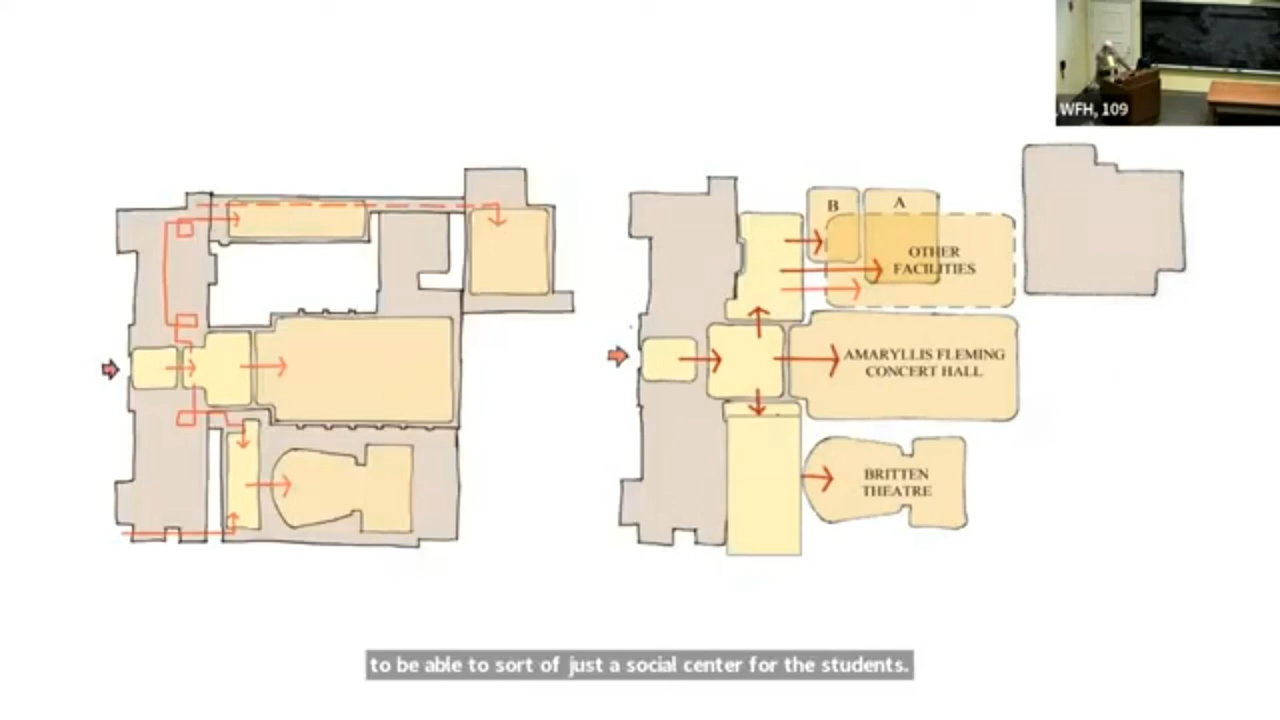 WFH, 109
B
A
OTHER
FACILITIES
AMARYLLIS FLEMING
CONCERT HALL
BRITTEN
THEATRE
to be able to sort of just a social center for the students.